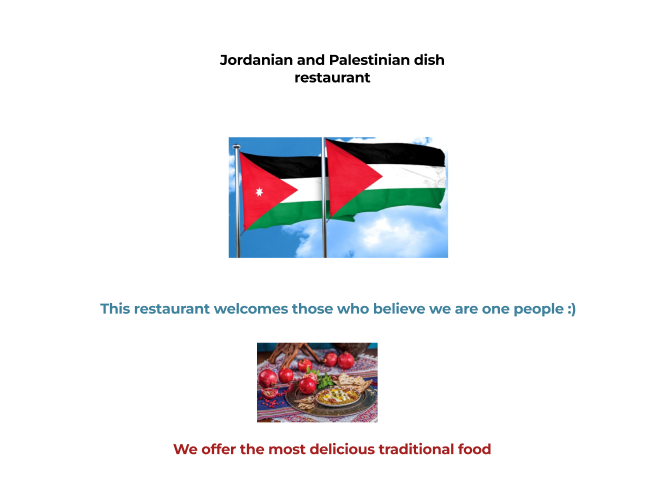 Jordanian and Palestinian dish
restaurant
This restaurant welcomes those who believe we are one people :)
We offer the most delicious traditional food